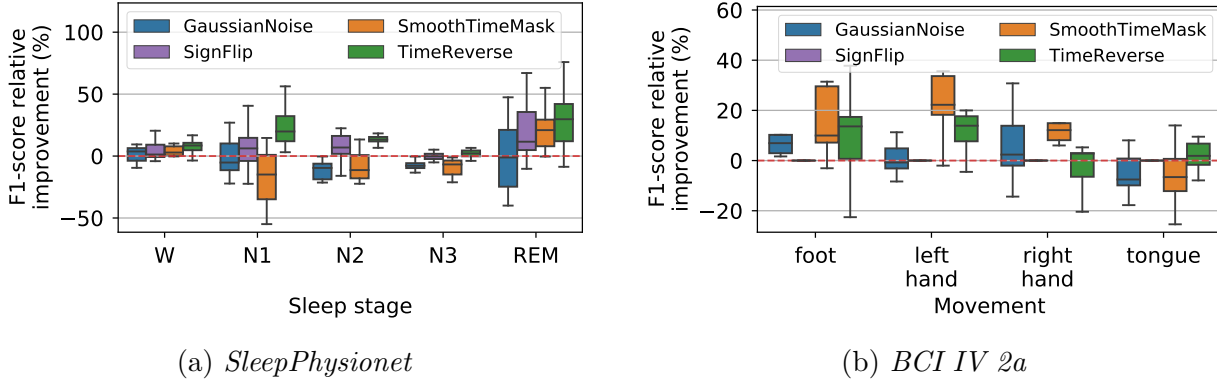 F1-score relative
improvement (%)
100
50
0
−50
GaussianNoise
SignFlip
SmoothTimeMask
TimeReverse
W
N1
N2
N3
REM
Sleep stage
(a) SleepPhysionet
F1-score relative
improvement (%)
60
40
20
0
−20
GaussianNoise
SignFlip
SmoothTimeMask
TimeReverse
foot
left
hand
right
hand
tongue
Movement
(b) BCI IV 2a